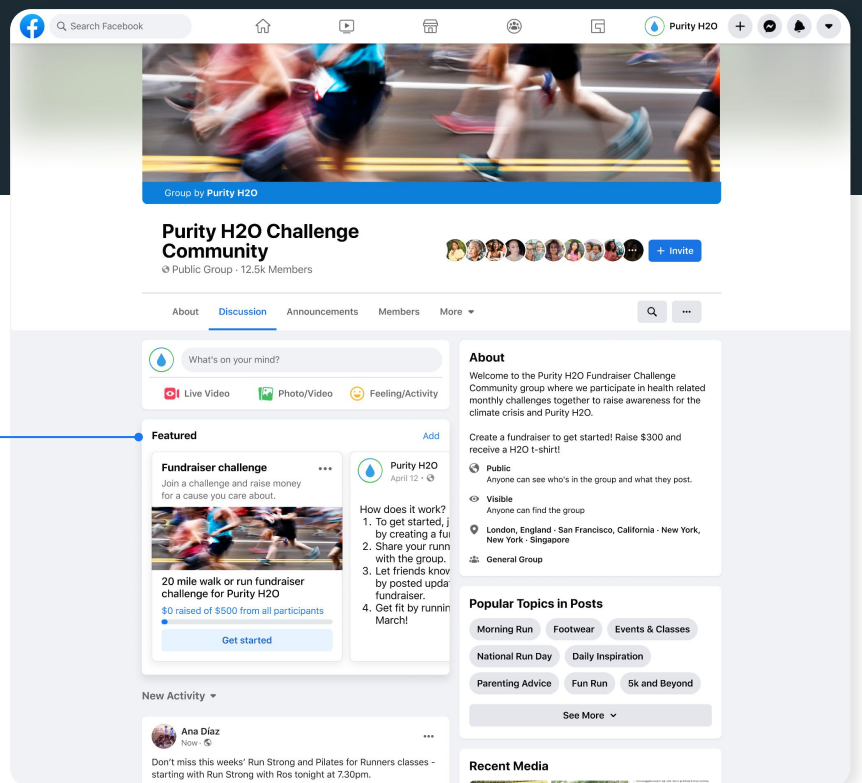 Search Facebook
Purity H2O
Group by Purity H2O
Purity H2O Challenge
Community
Public Group · 12.5k Members
+ Invite
About
Discussion
Announcements
Members
More
What's on your mind?
Live Video
Photo/Video
Feeling/Activity
Featured
Add
Fundraiser challenge
Join a challenge and raise money
for a cause you care about.
20 mile walk or run fundraiser
challenge for Purity H2O
$0 raised of $500 from all participants
Get started
Purity H2O
April 12 ·
How does it work?
1. To get started, j
by creating a fu
2. Share your runn
with the group.
3. Let friends know
by posted upda
fundraiser.
4. Get fit by runnin
March!
New Activity
Ana Díaz
Now ·
Don't miss this weeks' Run Strong and Pilates for Runners classes -
starting with Run Strong with Ros tonight at 7.30pm.
About
Welcome to the Purity H2O Fundraiser Challenge
Community group where we participate in health related
monthly challenges together to raise awareness for the
climate crisis and Purity H2O.
Create a fundraiser to get started! Raise $300 and
receive a H2O t-shirt!
Public
Anyone can see who's in the group and what they post.
Visible
Anyone can find the group
London, England · San Francisco, California · New York,
New York · Singapore
General Group
Popular Topics in Posts
Morning Run
Footwear
Events & Classes
National Run Day
Daily Inspiration
Parenting Advice
Fun Run
5k and Beyond
See More
Recent Media